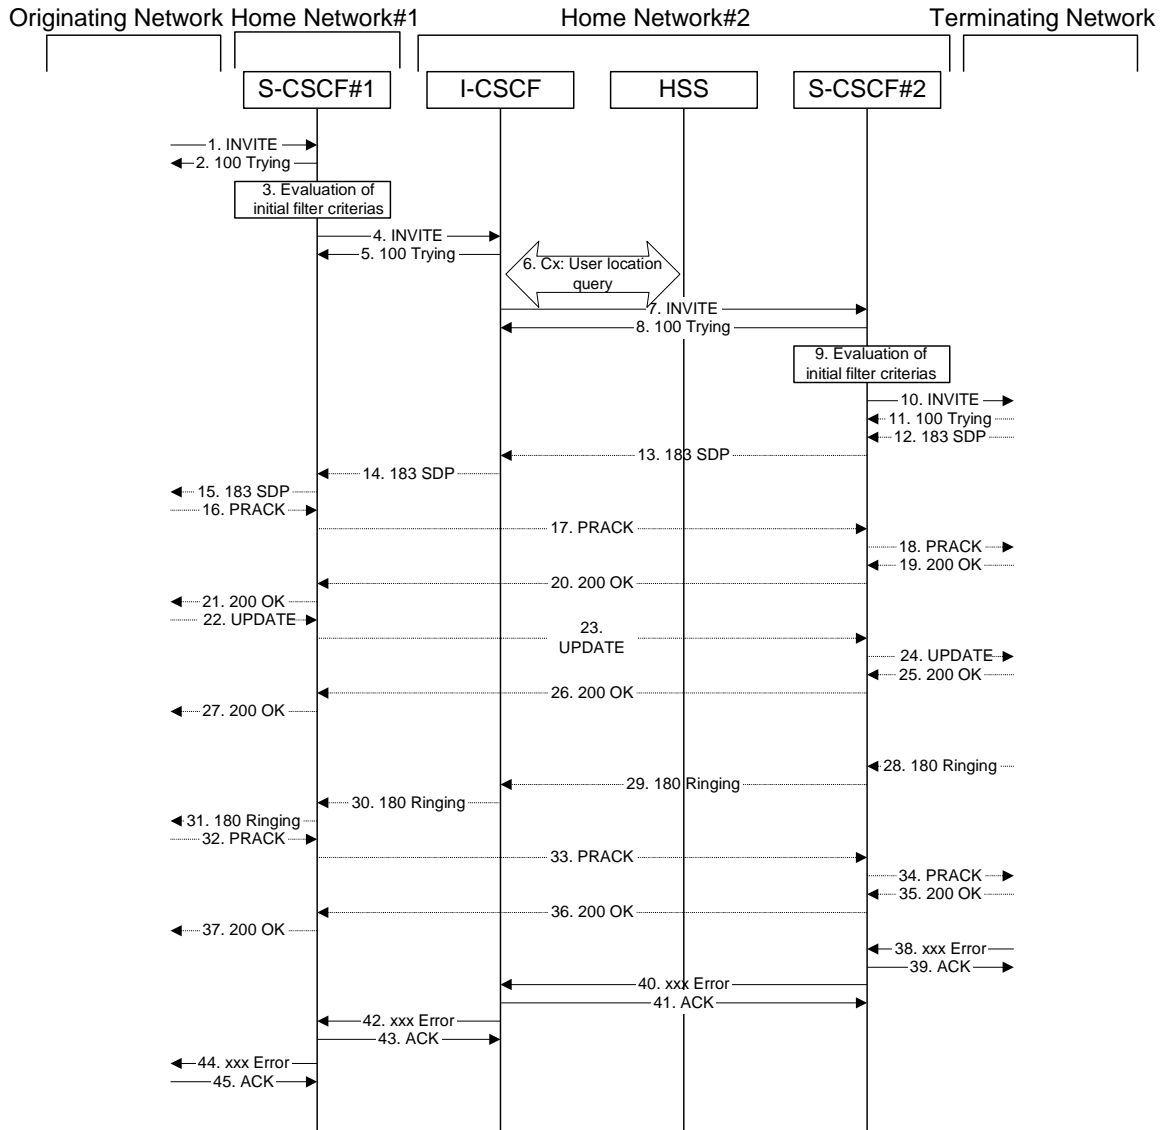 Originating Network Home Network#1 Home Network#2 Terminating Network
S-CSCF#1 I-CSCF HSS S-CSCF#2
1. INVITE
2. 100 Trying
3. Evaluation of
initial filter criterias
4. INVITE
5. 100 Trying
6. Cx: User location
query
7. INVITE
8. 100 Trying
9. Evaluation of
initial filter criterias
10. INVITE
11. 100 Trying
12. 183 SDP
13. 183 SDP
14. 183 SDP
15. 183 SDP
16. PRACK
17. PRACK
18. PRACK
19. 200 OK
20. 200 OK
21. 200 OK
22. UPDATE
23.
UPDATE
24. UPDATE
25. 200 OK
26. 200 OK
27. 200 OK
28. 180 Ringing
29. 180 Ringing
30. 180 Ringing
31. 180 Ringing
32. PRACK
33. PRACK
34. PRACK
35. 200 OK
36. 200 OK
37. 200 OK
38. xxx Error
39. ACK
40. xxx Error
41. ACK
42. xxx Error
43. ACK
44. xxx Error
45. ACK